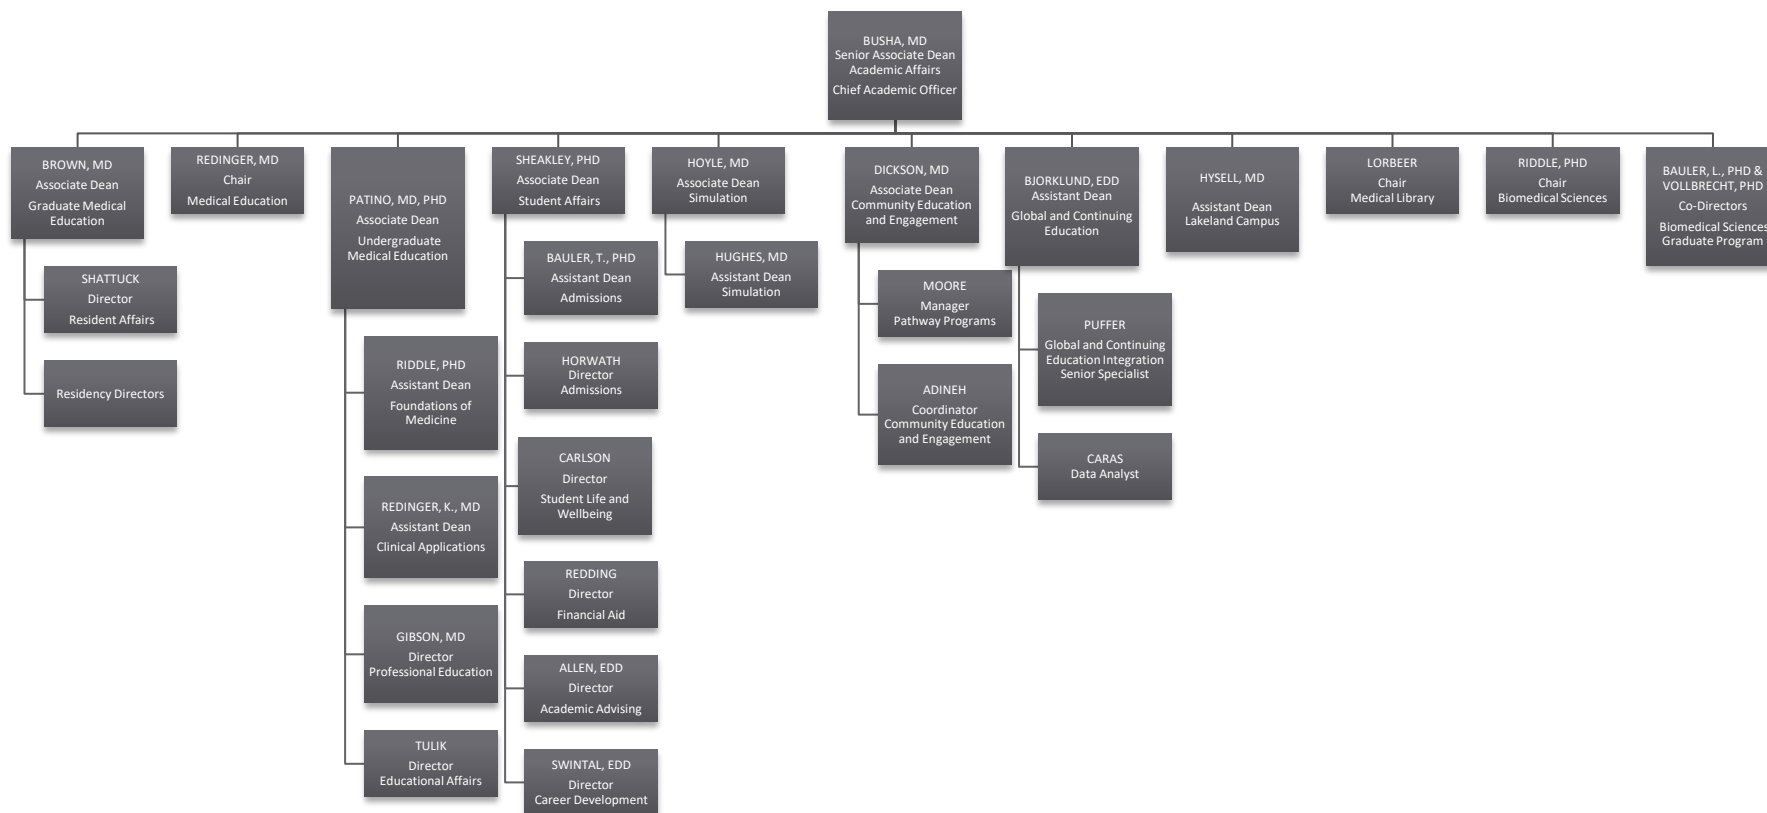 BUSHA, MD
Senior Associate Dean
Academic Affairs
Chief Academic Officer
BROWN, MD
Associate Dean
Graduate Medical
Education
SHATTUCK
Director
Resident Affairs
Residency Directors
REDINGER, MD
Chair
Medical Education
PATINO, MD, PHD
Associate Dean
Undergraduate
Medical Education
RIDDLE, PHD
Assistant Dean
Foundations of
Medicine
REDINGER, K., MD
Assistant Dean
Clinical Applications
GIBSON, MD
Director
Professional Education
TULIK
Director
Educational Affairs
SHEAKLEY, PHD
Associate Dean
Student Affairs
BAULER, T., PHD
Assistant Dean
Admissions
HORWATH
Director
Admissions
CARLSON
Director
Student Life and
Wellbeing
REDDING
Director
Financial Aid
ALLEN, EDD
Director
Academic Advising
SWINTAL, EDD
Director
Career Development
HOYLE, MD
Associate Dean
Simulation
HUGHES, MD
Assistant Dean
Simulation
DICKSON, MD
Associate Dean
Community Education
and Engagement
MOORE
Manager
Pathway Programs
ADINEH
Coordinator
Community Education
and Engagement
BJORKLUND, EDD
Assistant Dean
Global and Continuing
Education
PUFFER
Global and Continuing
Education Integration
Senior Specialist
CARAS
Data Analyst
HYSELL, MD
Assistant Dean
Lakeland Campus
LORBEER
Chair
Medical Library
RIDDLE, PHD
Chair
Biomedical Sciences
BAULER, L., PHD &
VOLLBRECHT, PHD
Co-Directors
Biomedical Sciences
Graduate Program